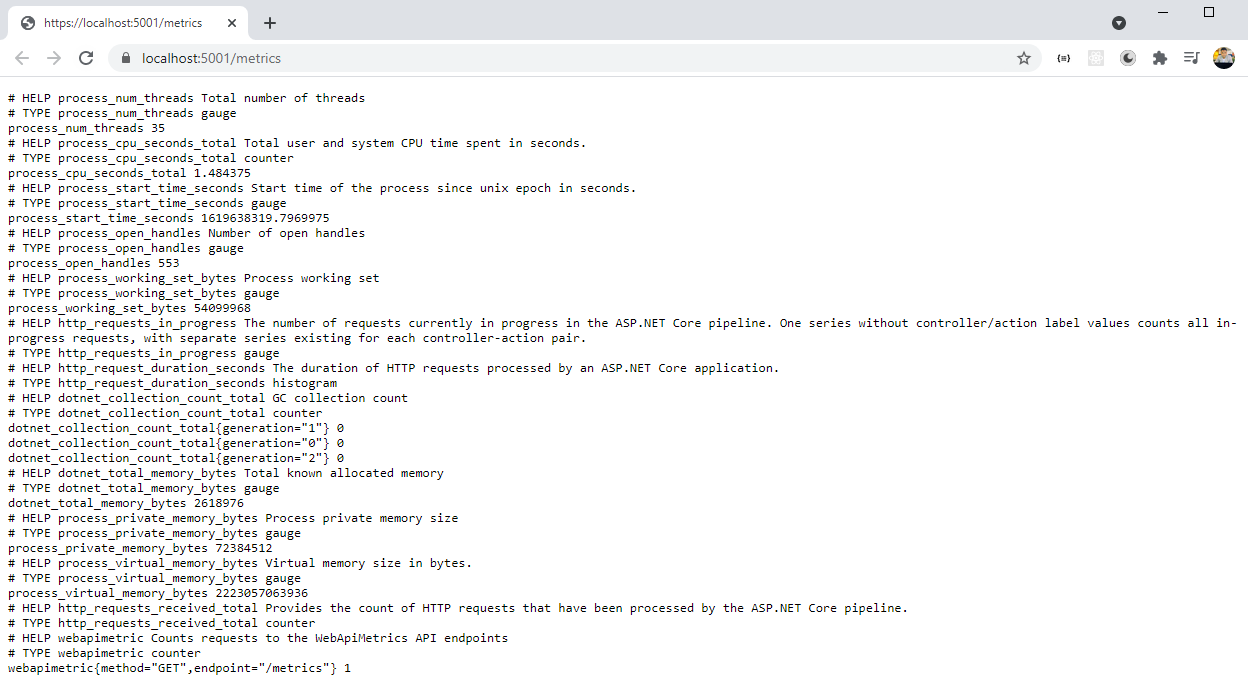 https://localhost:5001/metrics
localhost:5001/metrics
# HELP process_num_threads Total number of threads
# TYPE process_num_threads gauge
process_num_threads 35
# HELP process_cpu_seconds_total Total user and system CPU time spent in seconds.
# TYPE process_cpu_seconds_total counter
process_cpu_seconds_total 1.484375
# HELP process_start_time_seconds Start time of the process since unix epoch in seconds.
# TYPE process_start_time_seconds gauge
process_start_time_seconds 1619638319.7969975
# HELP process_open_handles Number of open handles
# TYPE process_open_handles gauge
process_open_handles 553
# HELP process_working_set_bytes Process working set
# TYPE process_working_set_bytes gauge
process_working_set_bytes 54099968
# HELP http_requests_in_progress The number of requests currently in progress in the ASP.NET Core pipeline. One series without controller/action label values counts all in-
progress requests, with separate series existing for each controller-action pair.
# TYPE http_requests_in_progress gauge
# HELP http_request_duration_seconds The duration of HTTP requests processed by an ASP.NET Core application.
# TYPE http_request_duration_seconds histogram
# HELP dotnet_collection_count_total GC collection count
# TYPE dotnet_collection_count_total counter
dotnet_collection_count_total{generation="1"} 0
dotnet_collection_count_total{generation="0"} 0
dotnet_collection_count_total{generation="2"} 0
# HELP dotnet_total_memory_bytes Total known allocated memory
# TYPE dotnet_total_memory_bytes gauge
dotnet_total_memory_bytes 2618976
# HELP process_private_memory_bytes Process private memory size
# TYPE process_private_memory_bytes gauge
process_private_memory_bytes 72384512
# HELP process_virtual_memory_bytes Virtual memory size in bytes.
# TYPE process_virtual_memory_bytes gauge
process_virtual_memory_bytes 2223057063936
# HELP http_requests_received_total Provides the count of HTTP requests that have been processed by the ASP.NET Core pipeline.
# TYPE http_requests_received_total counter
# HELP webapimetric Counts requests to the WebApiMetrics API endpoints
# TYPE webapimetric counter
webapimetric{method="GET",endpoint="/metrics"} 1